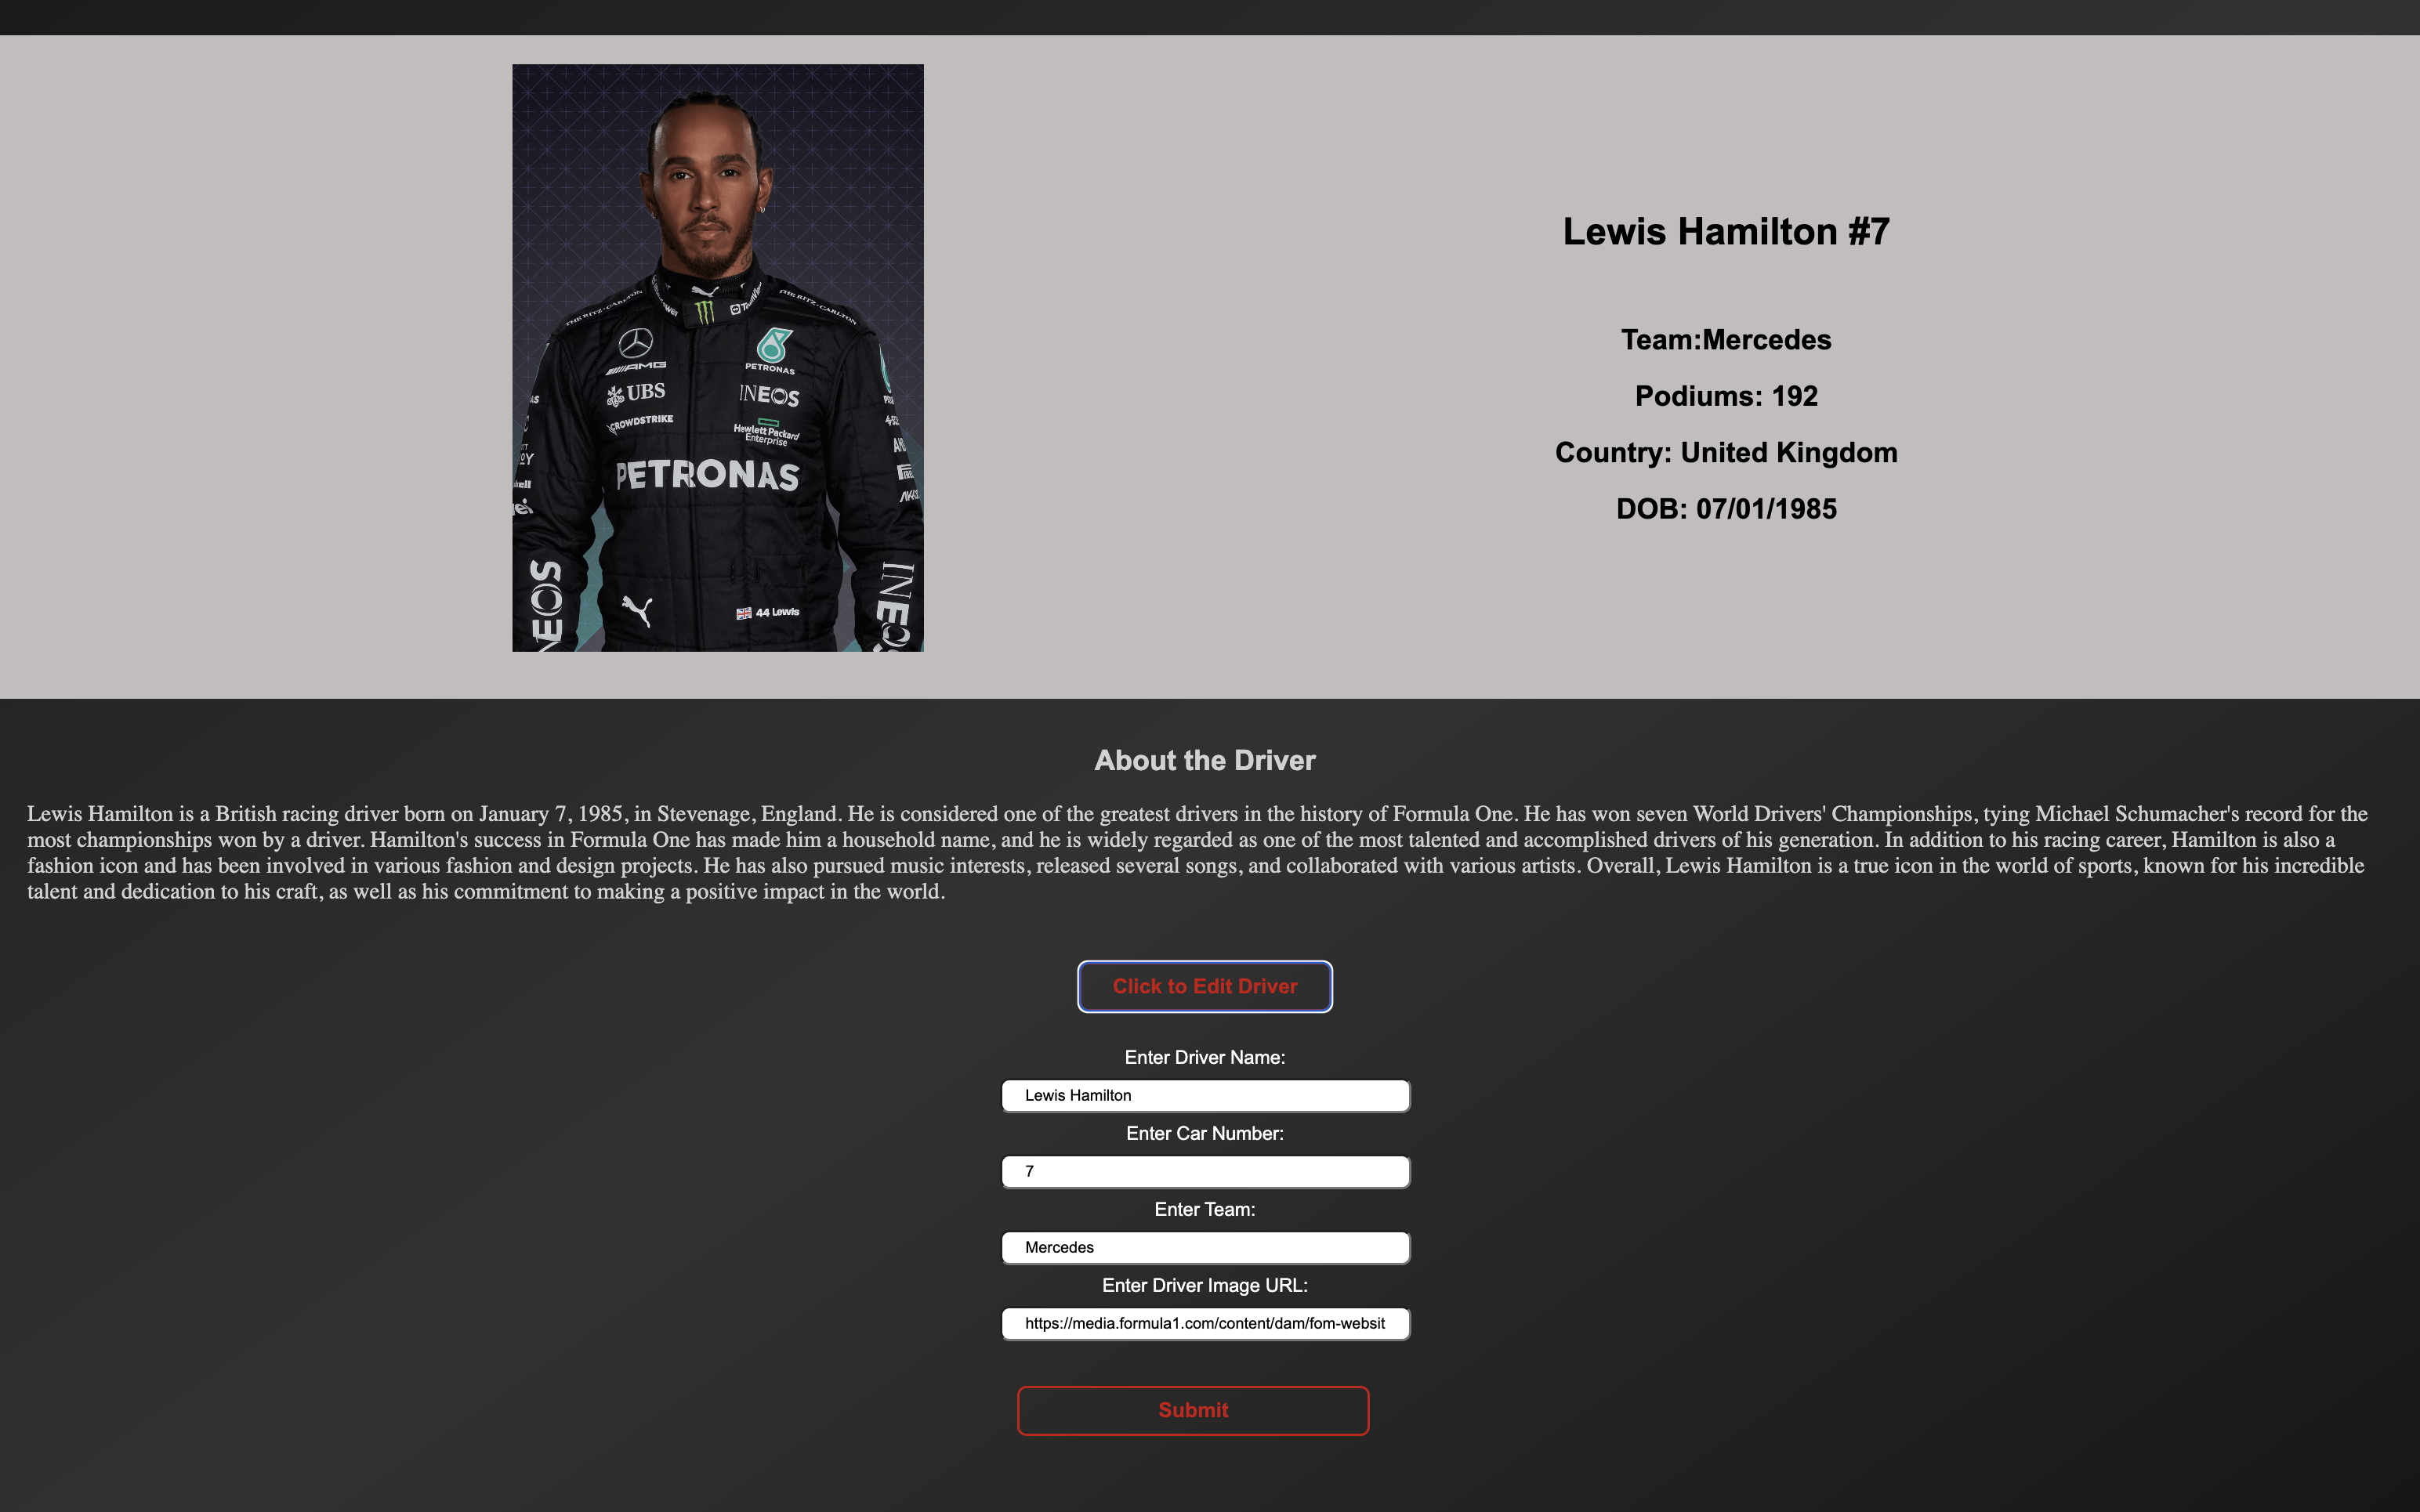 THE RITZ-CARLTON
THE RITZ-CARLTON
AMG
PETRONAS
UBS
INEOS
CROWDSTRIKE
Hewlett Packard
Enterprise
PETRONAS
INEOS
INEOS
44 Lewis
Lewis Hamilton #7
Team:Mercedes
Podiums: 192
Country: United Kingdom
DOB: 07/01/1985
About the Driver
Lewis Hamilton is a British racing driver born on January 7, 1985, in Stevenage, England. He is considered one of the greatest drivers in the history of Formula One. He has won seven World Drivers' Championships, tying Michael Schumacher's record for the
most championships won by a driver. Hamilton's success in Formula One has made him a household name, and he is widely regarded as one of the most talented and accomplished drivers of his generation. In addition to his racing career, Hamilton is also a
fashion icon and has been involved in various fashion and design projects. He has also pursued music interests, released several songs, and collaborated with various artists. Overall, Lewis Hamilton is a true icon in the world of sports, known for his incredible
talent and dedication to his craft, as well as his commitment to making a positive impact in the world.
Click to Edit Driver
Enter Driver Name:
Lewis Hamilton
Enter Car Number:
7
Enter Team:
Mercedes
Enter Driver Image URL:
https://media.formula1.com/content/dam/fom-websit
Submit